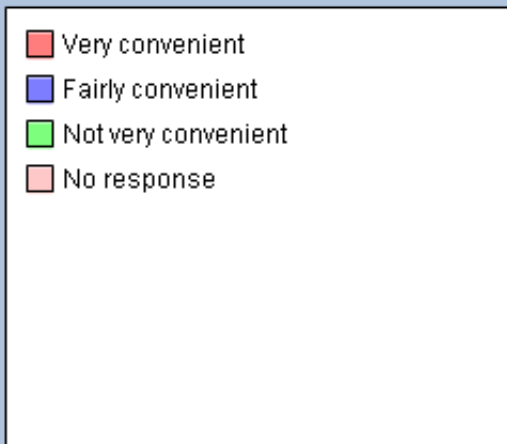 Very convenient
Fairly convenient
Not very convenient
No response